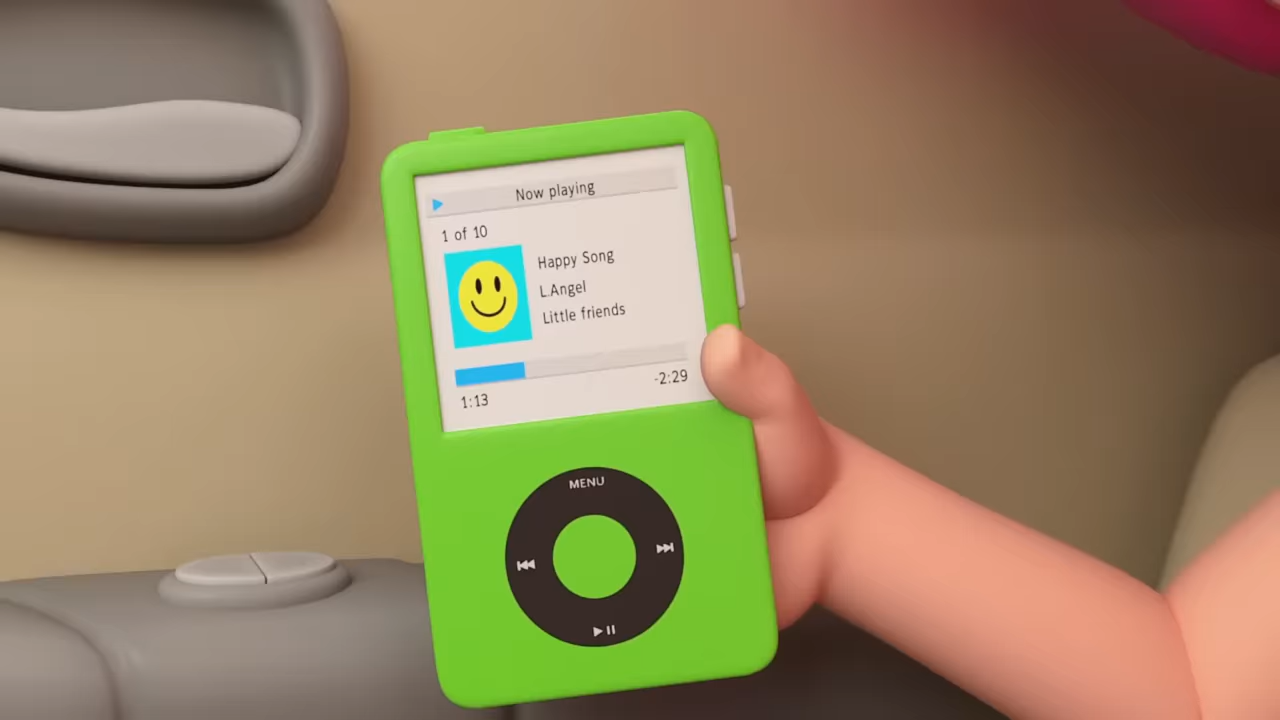 Now playing
1 of 10
Happy Song
L.Angel
Little friends
1:13
-2:29
MENU